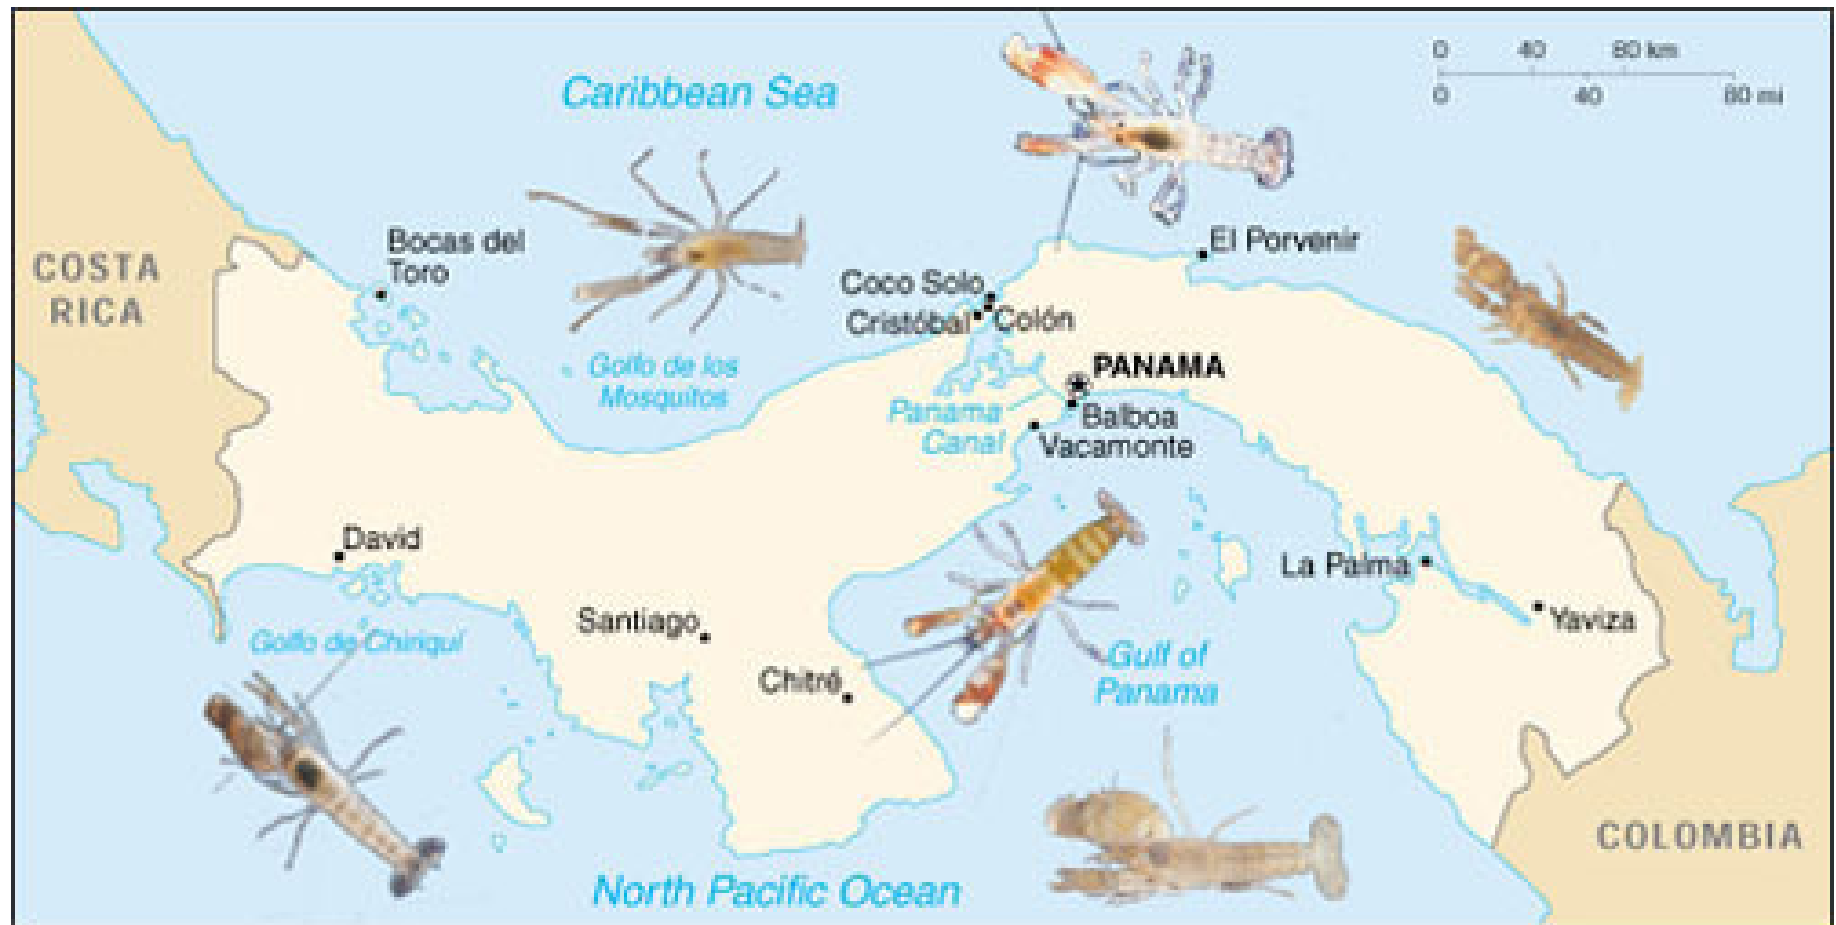 0 40 80 km
0 40 80 mi
Caribbean Sea
COSTA
RICA
Bocas del
Toro
El Porvenir
Coco Solo
Cristóbal
Colón
Golfo de los
Mosquitos
PANAMA
Panama
Canal
Balboa
Vacamonte
David
La Palma
Yaviza
Santiago
Golfo de Chiriquí
Chitré
Gulf of
Panama
COLOMBIA
North Pacific Ocean